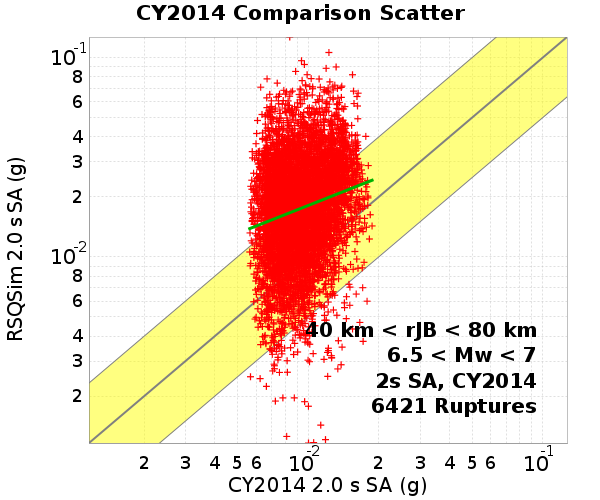 CY2014 Comparison Scatter
RSQSim 2.0 s SA (g)
10-1
8
6
4
3
2
10-2
8
6
4
3
2
40 km < rJB < 80 km
6.5 < Mw < 7
2s SA, CY2014
6421 Ruptures
2 3 4 5 6 10-2 2 3 4 5 6 10-1
CY2014 2.0 s SA (g)